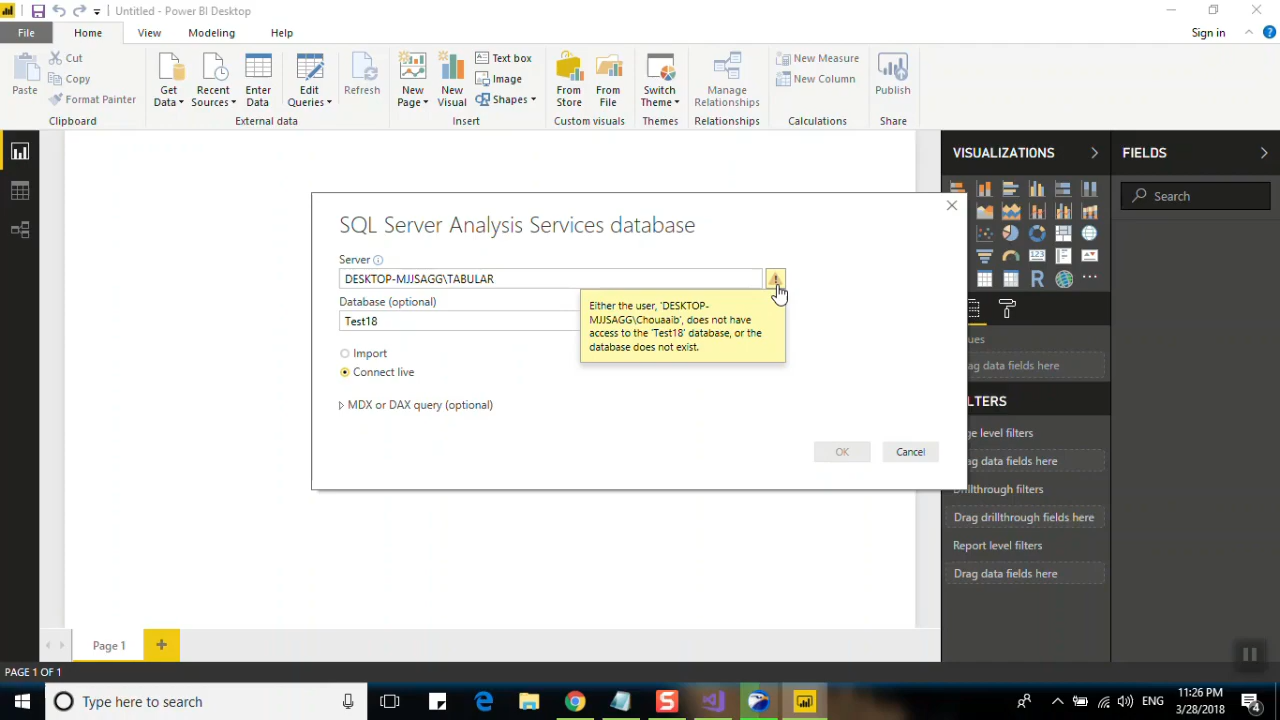 Untitled - Power BI Desktop
File
Home
View
Modeling
Help
Sign in
Paste
Cut
Copy
Format Painter
Clipboard
Get Data
Recent Sources
Enter Data
Edit Queries
Refresh
External data
New Page
New Visual
Text box
Image
Shapes
Insert
From Store
From File
Custom visuals
Switch Theme
Themes
Manage Relationships
Relationships
New Measure
New Column
Calculations
Publish
Share
VISUALIZATIONS
FIELDS
Search
SQL Server Analysis Services database
Server
DESKTOP-MJJSAGG\TABULAR
Database (optional)
Test18
Either the user, 'DESKTOP-
MJJSAGG\Chouaaib', does not have
access to the 'Test18' database, or the
database does not exist.
Import
Connect live
MDX or DAX query (optional)
OK
Cancel
R
ues
ag data fields here
LTERS
ge level filters
ag data fields here
Drillthrough filters
Drag drillthrough fields here
Report level filters
Drag data fields here
Page 1
PAGE 1 OF 1
Type here to search
ENG
11:26 PM
3/28/2018
4